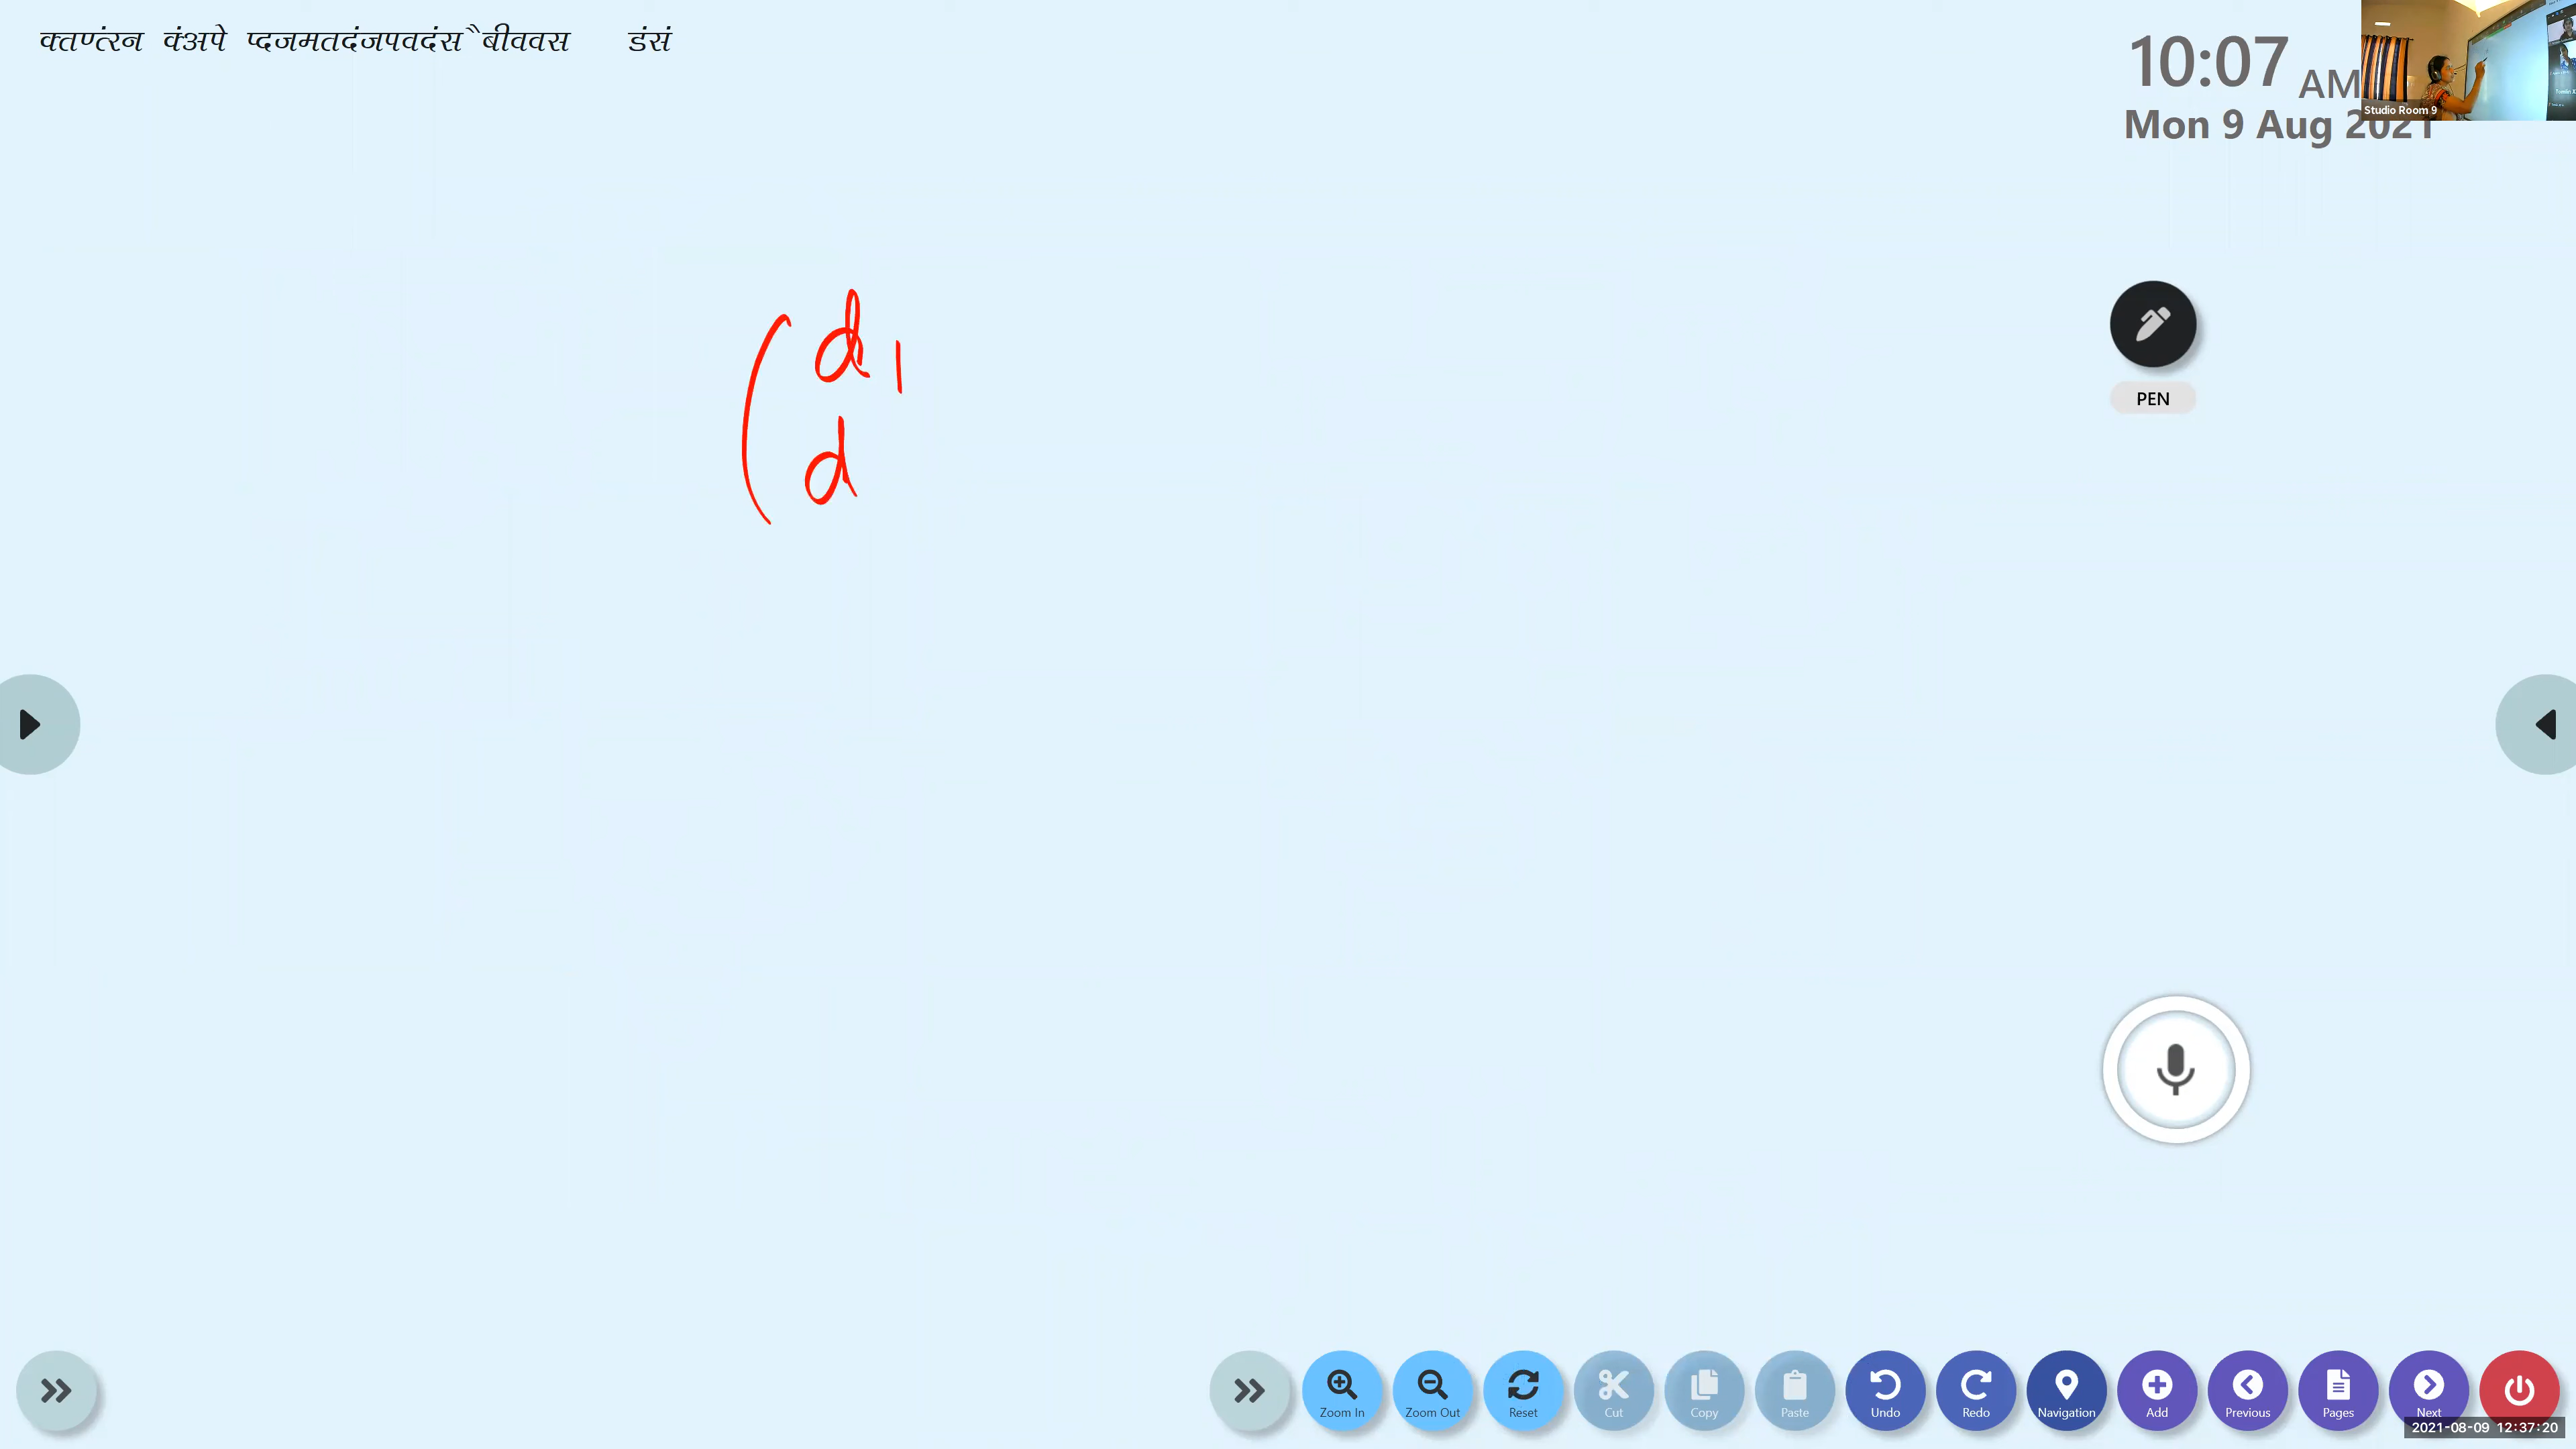 क्तण्त्ंरन क्ंअपे प्दजमतदंजपवदंस ैबीववस डंसं
10:07 AM
Mon 9 Aug 2021
Studio Room 9
( d1
d
PEN
Zoom In Zoom Out Reset Cut Copy Paste Undo Redo Navigation Add Previous Pages Next
2021-08-09 12:37:20